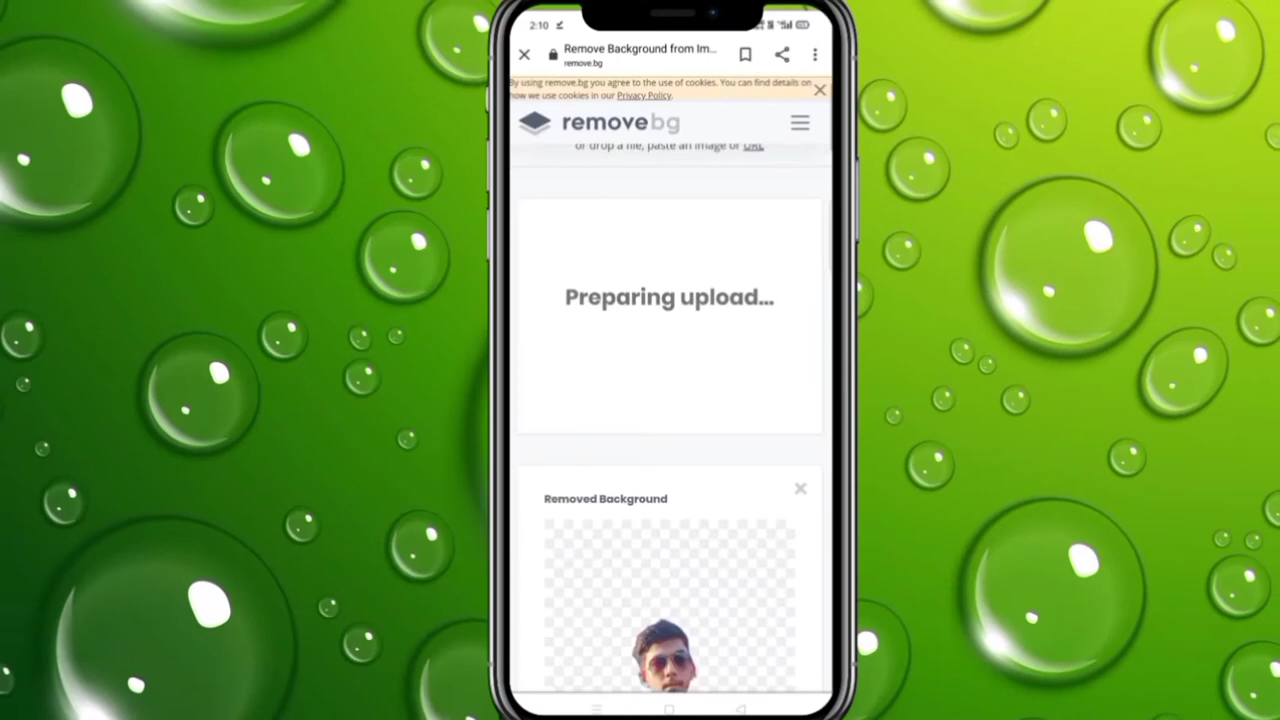 2:10
Remove Background from Im...
remove.bg
By using remove.bg you agree to the use of cookies. You can find details on
how we use cookies in our Privacy Policy.
removebg
or drop a file, paste an image or URL
Preparing upload...
Removed Background